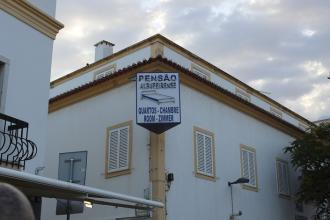 PENSÃO
ALBUFEIRENSE
QUARTOS - CHAMBRE
ROOM - ZIMMER